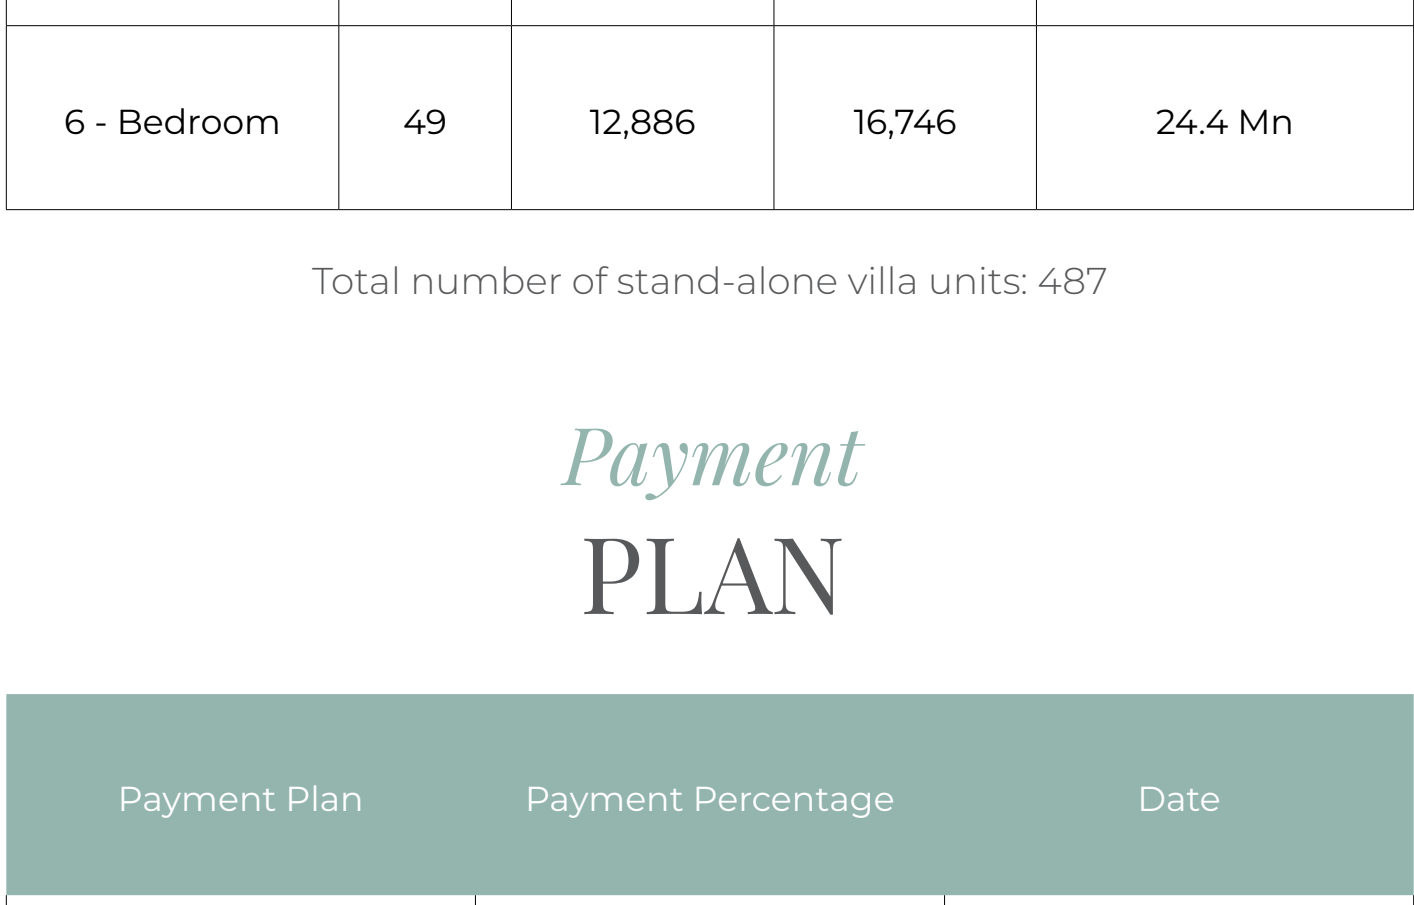 6 - Bedroom 49 12,886 16,746 24.4 Mn
Total number of stand-alone villa units: 487
Payment
PLAN
Payment Plan Payment Percentage Date